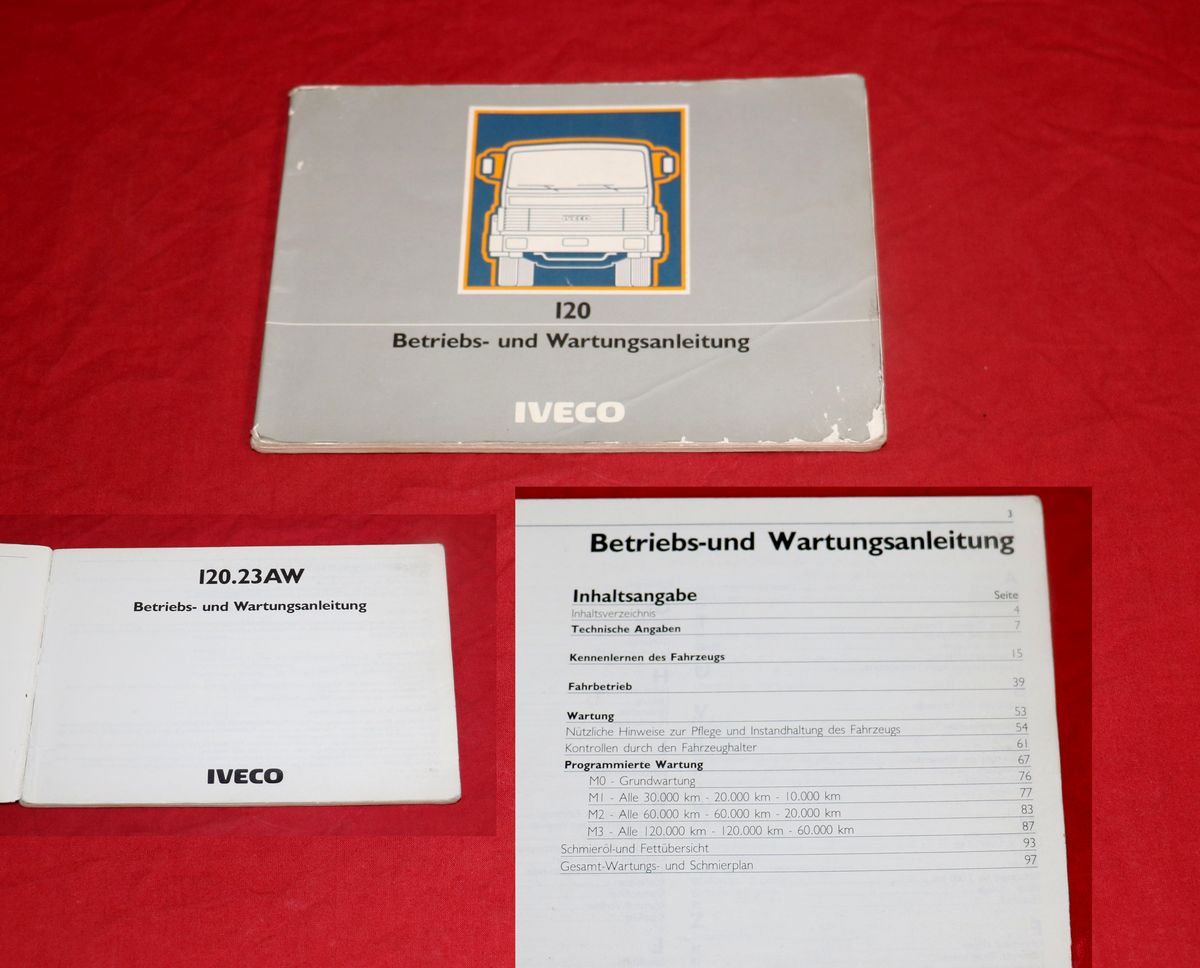 IVECO
120
Betriebs- und Wartungsanleitung
IVECO
120.23AW
Betriebs- und Wartungsanleitung
IVECO
3
Betriebs-und Wartungsanleitung
Inhaltsangabe Seite
Inhaltsverzeichnis 4
Technische Angaben 7
Kennenlernen des Fahrzeugs 15
Fahrbetrieb 39
Wartung 53
Nützliche Hinweise zur Pflege und Instandhaltung des Fahrzeugs 54
Kontrollen durch den Fahrzeughalter 61
Programmierte Wartung 67
M0 - Grundwartung 76
M1 - Alle 30.000 km - 20.000 km - 10.000 km 77
M2 - Alle 60.000 km - 60.000 km - 20.000 km 83
M3 - Alle 120.000 km - 120.000 km - 60.000 km 87
Schmieröl-und Fettübersicht 93
Gesamt-Wartungs- und Schmierplan 97